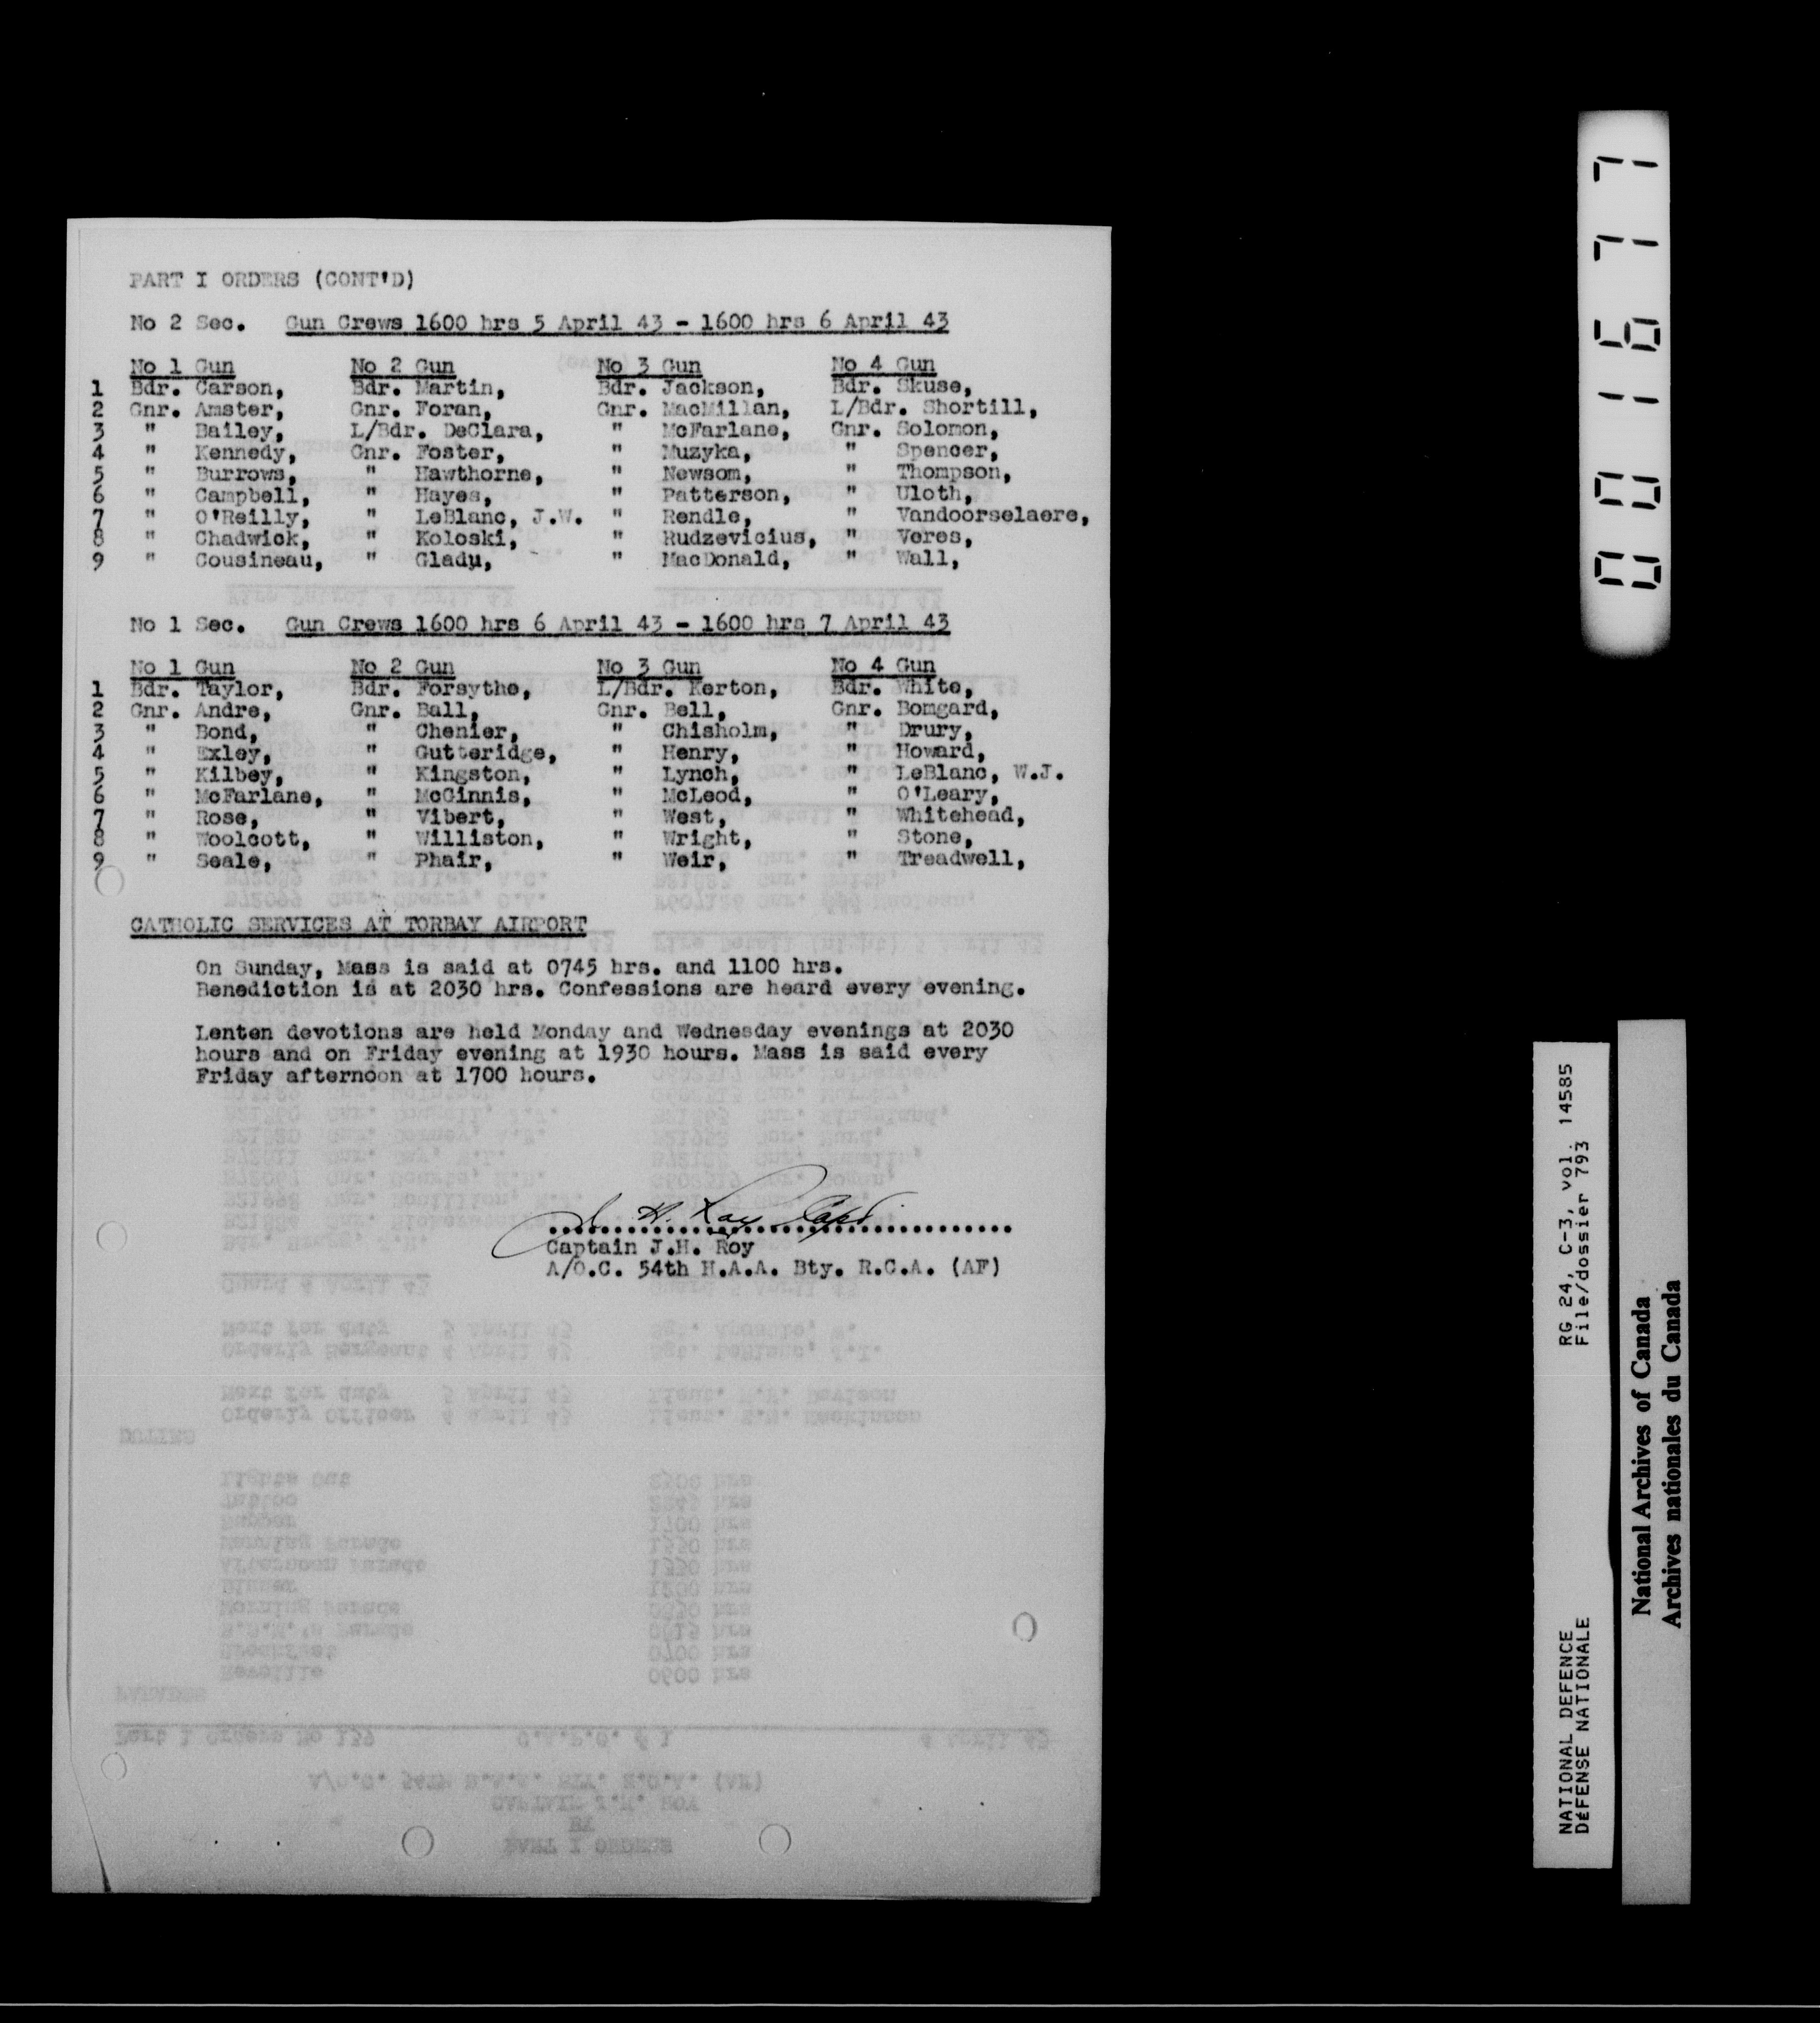 PART I ORDERS (CONT'D)
No 2 Sec. Gun Crews 1600 hrs 5 April 43 - 1600 hrs 6 April 43
No 1 Gun No 2 Gun No 3 Gun No 4 Gun
1 Bdr. Carson, Bdr. Martin, Bdr. Jackson, Bdr. Skuse,
2 Gnr. Amster, Gnr. Foran, Gnr. MacMillan, L/Bdr. Shortill,
3 " Bailey, L/Bdr. DeClara, " McFarlane, Gnr. Solomon,
4 " Kennedy, Gnr. Foster, " Muzyka, " Spencer,
5 " Burrows, " Hawthorne, " Newsom, " Thompson,
6 " Campbell, " Hayes, " Patterson, " Uloth,
7 " O'Reilly, " LeBlanc, J.W. " Rendle, " Vandoorselaere,
8 " Chadwick, " Koloski, " Rudzevicius, " Veres,
9 " Cousineau, " Glady, " MacDonald, " Wall,
No 1 Sec. Gun Crews 1600 hrs 6 April 43 - 1600 hrs 7 April 43
No 1 Gun No 2 Gun No 3 Gun No 4 Gun
1 Bdr. Taylor, Bdr. Forsythe, L/Bdr. Kerton, Bdr. White,
2 Gnr. Andre, Gnr. Ball, Gnr. Bell, Gnr. Bomgard,
3 " Bond, " Chenier, " Chisholm, " Drury,
4 " Exley, " Gutteridge, " Henry, " Howard,
5 " Kilbey, " Kingston, " Lynch, " LeBlanc, W.J.
6 " McFarlane, " McGinnis, " McLeod, " O'Leary,
7 " Rose, " Vibert, " West, " Whitehead,
8 " Woolcott, " Williston, " Wright, " Stone,
9 " Seale, " Phair, " Weir, " Treadwell,
CATHOLIC SERVICES AT TORBAY AIRPORT
On Sunday, Mass is said at 0745 hrs. and 1100 hrs.
Benediction is at 2030 hrs. Confessions are heard every evening.
Lenten devotions are held Monday and Wednesday evenings at 2030
hours and on Friday evening at 1930 hours. Mass is said every
Friday afternoon at 1700 hours.
J. H. Roy Capt.
Captain J.H. Roy
A/O.C. 54th H.A.A. Bty. R.C.A. (AF)
001677
NATIONAL DEFENCE RG 24, C-3, vol. 14585
DÉFENSE NATIONALE File/dossier 793
National Archives of Canada
Archives nationales du Canada